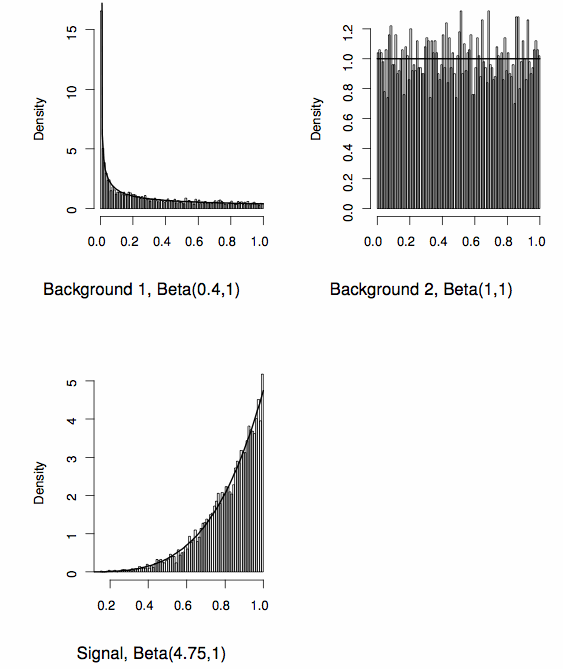 Density
15
10
5
0
0.0 0.2 0.4 0.6 0.8 1.0
Background 1, Beta(0.4,1)
Density
1.2
1.0
0.8
0.6
0.4
0.2
0.0
0.0 0.2 0.4 0.6 0.8 1.0
Background 2, Beta(1,1)
Density
5
4
3
2
1
0
0.2 0.4 0.6 0.8 1.0
Signal, Beta(4.75,1)